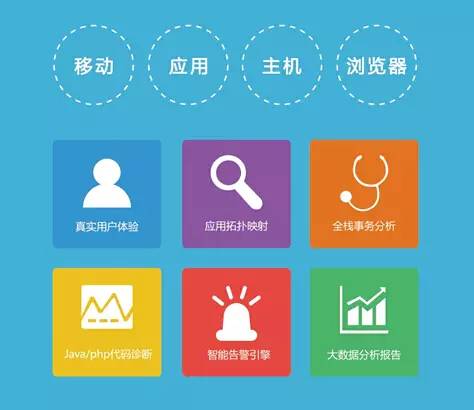 移动
应用
主机
浏览器
真实用户体验
应用拓扑映射
全栈事务分析
Java/php代码诊断
智能告警引擎
大数据分析报告